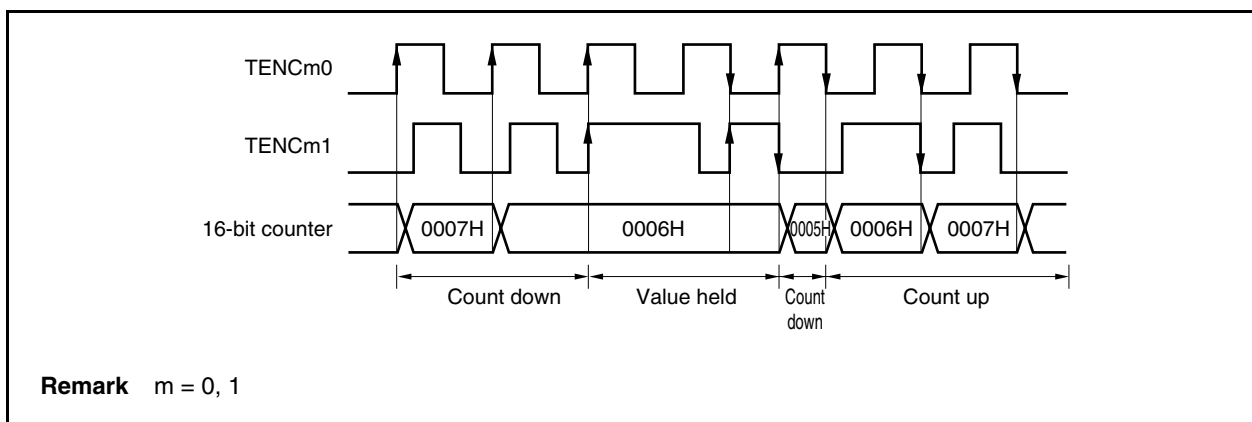 TENCm0
TENCm1
16-bit counter
0007H
0006H
0005H
0006H
0007H
Count down
Value held
Count
down
Count up
Remark m = 0, 1